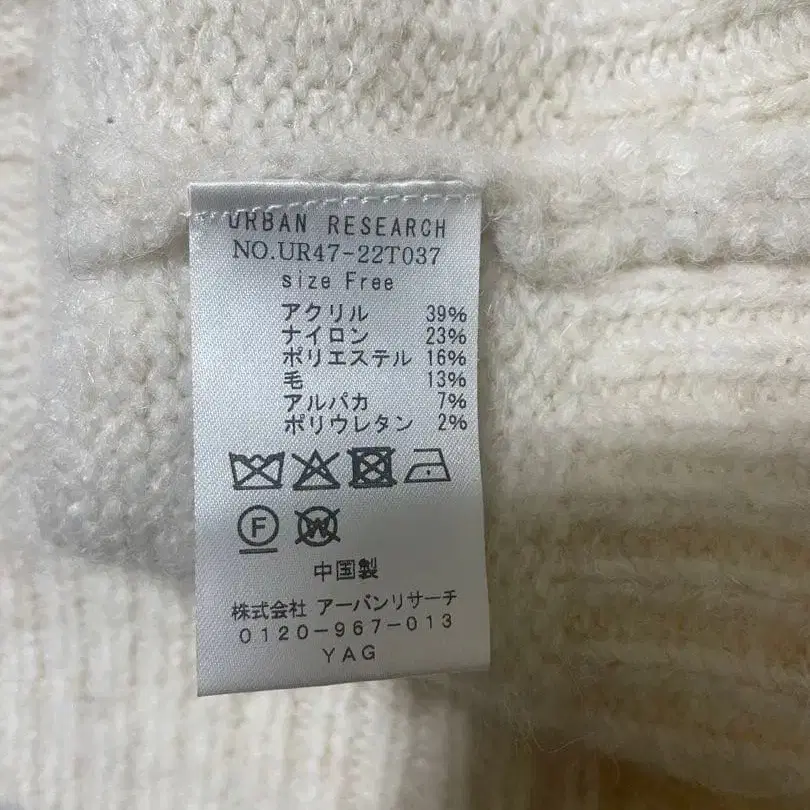 URBAN RESEARCH
NO.UR47-22T037
size Free
アクリル 39%
ナイロン 23%
ポリエステル 16%
毛 13%
アルパカ 7%
ポリウレタン 2%
F W
中国製
株式会社 アーバンリサーチ
0120-967-013
YAG